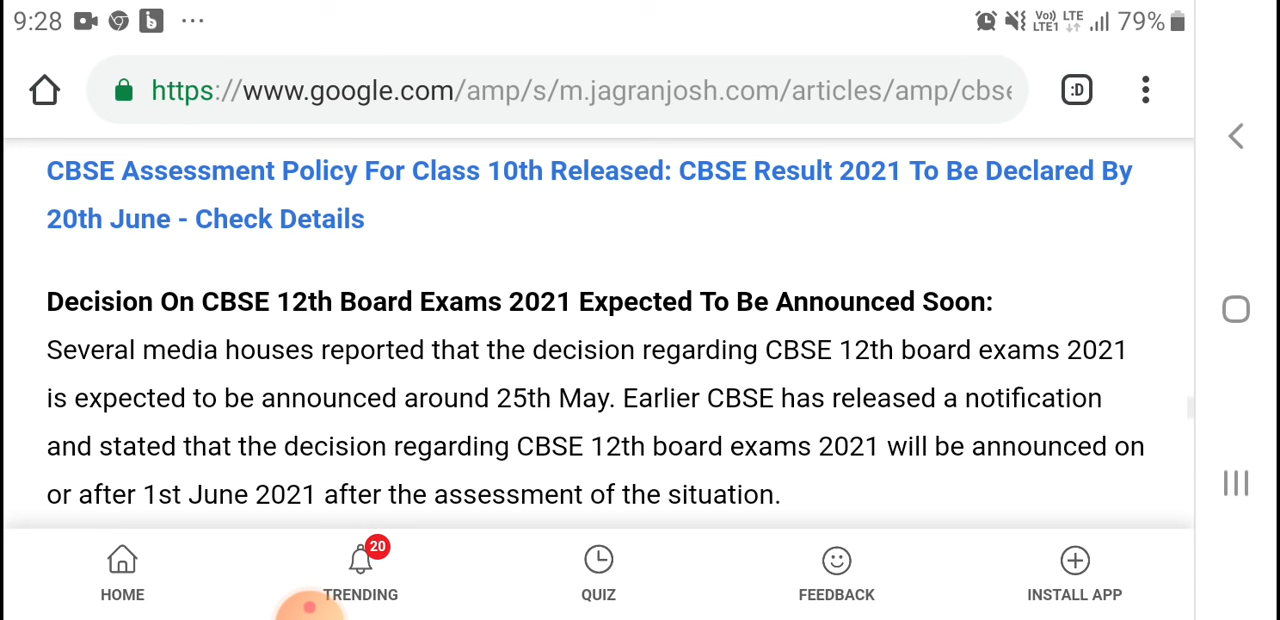 9:28 79%
Vo)) LTE
LTE1
https://www.google.com/amp/s/m.jagranjosh.com/articles/amp/cbse
:D
CBSE Assessment Policy For Class 10th Released: CBSE Result 2021 To Be Declared By
20th June - Check Details
Decision On CBSE 12th Board Exams 2021 Expected To Be Announced Soon:
Several media houses reported that the decision regarding CBSE 12th board exams 2021
is expected to be announced around 25th May. Earlier CBSE has released a notification
and stated that the decision regarding CBSE 12th board exams 2021 will be announced on
or after 1st June 2021 after the assessment of the situation.
20
HOME TRENDING QUIZ FEEDBACK INSTALL APP